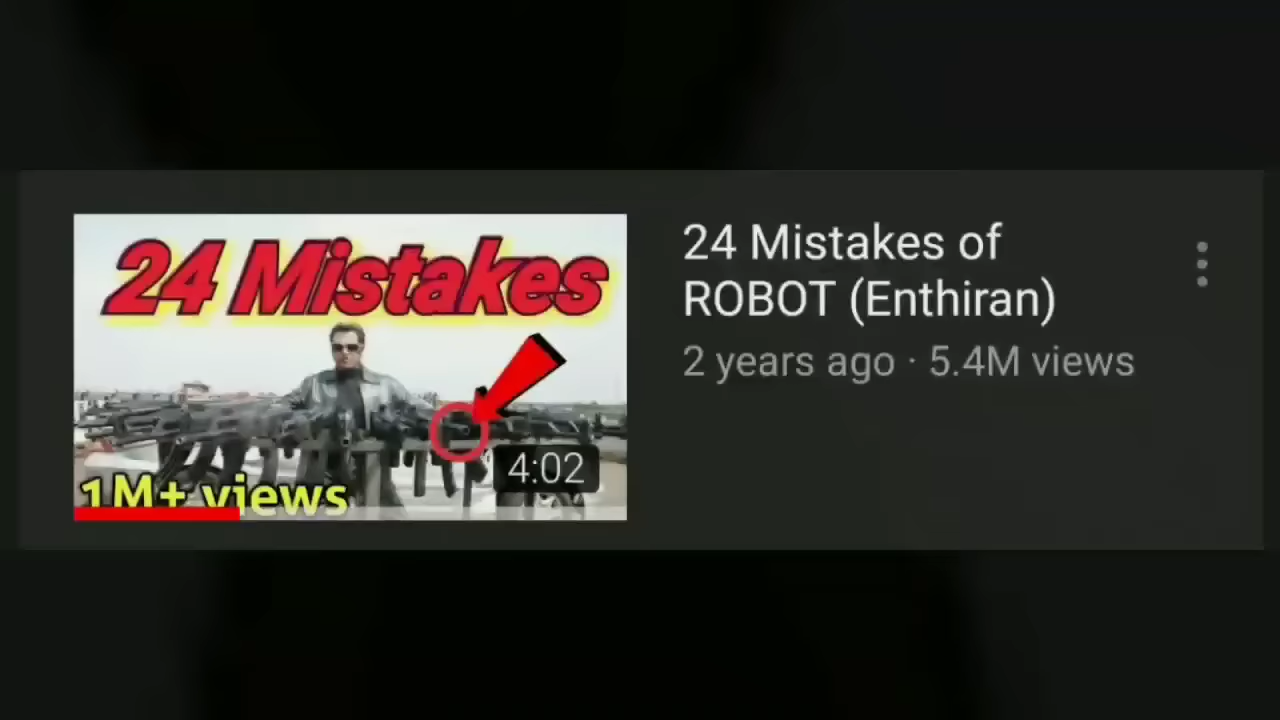 24 Mistakes
1M+ views
4:02
24 Mistakes of
ROBOT (Enthiran)
2 years ago · 5.4M views